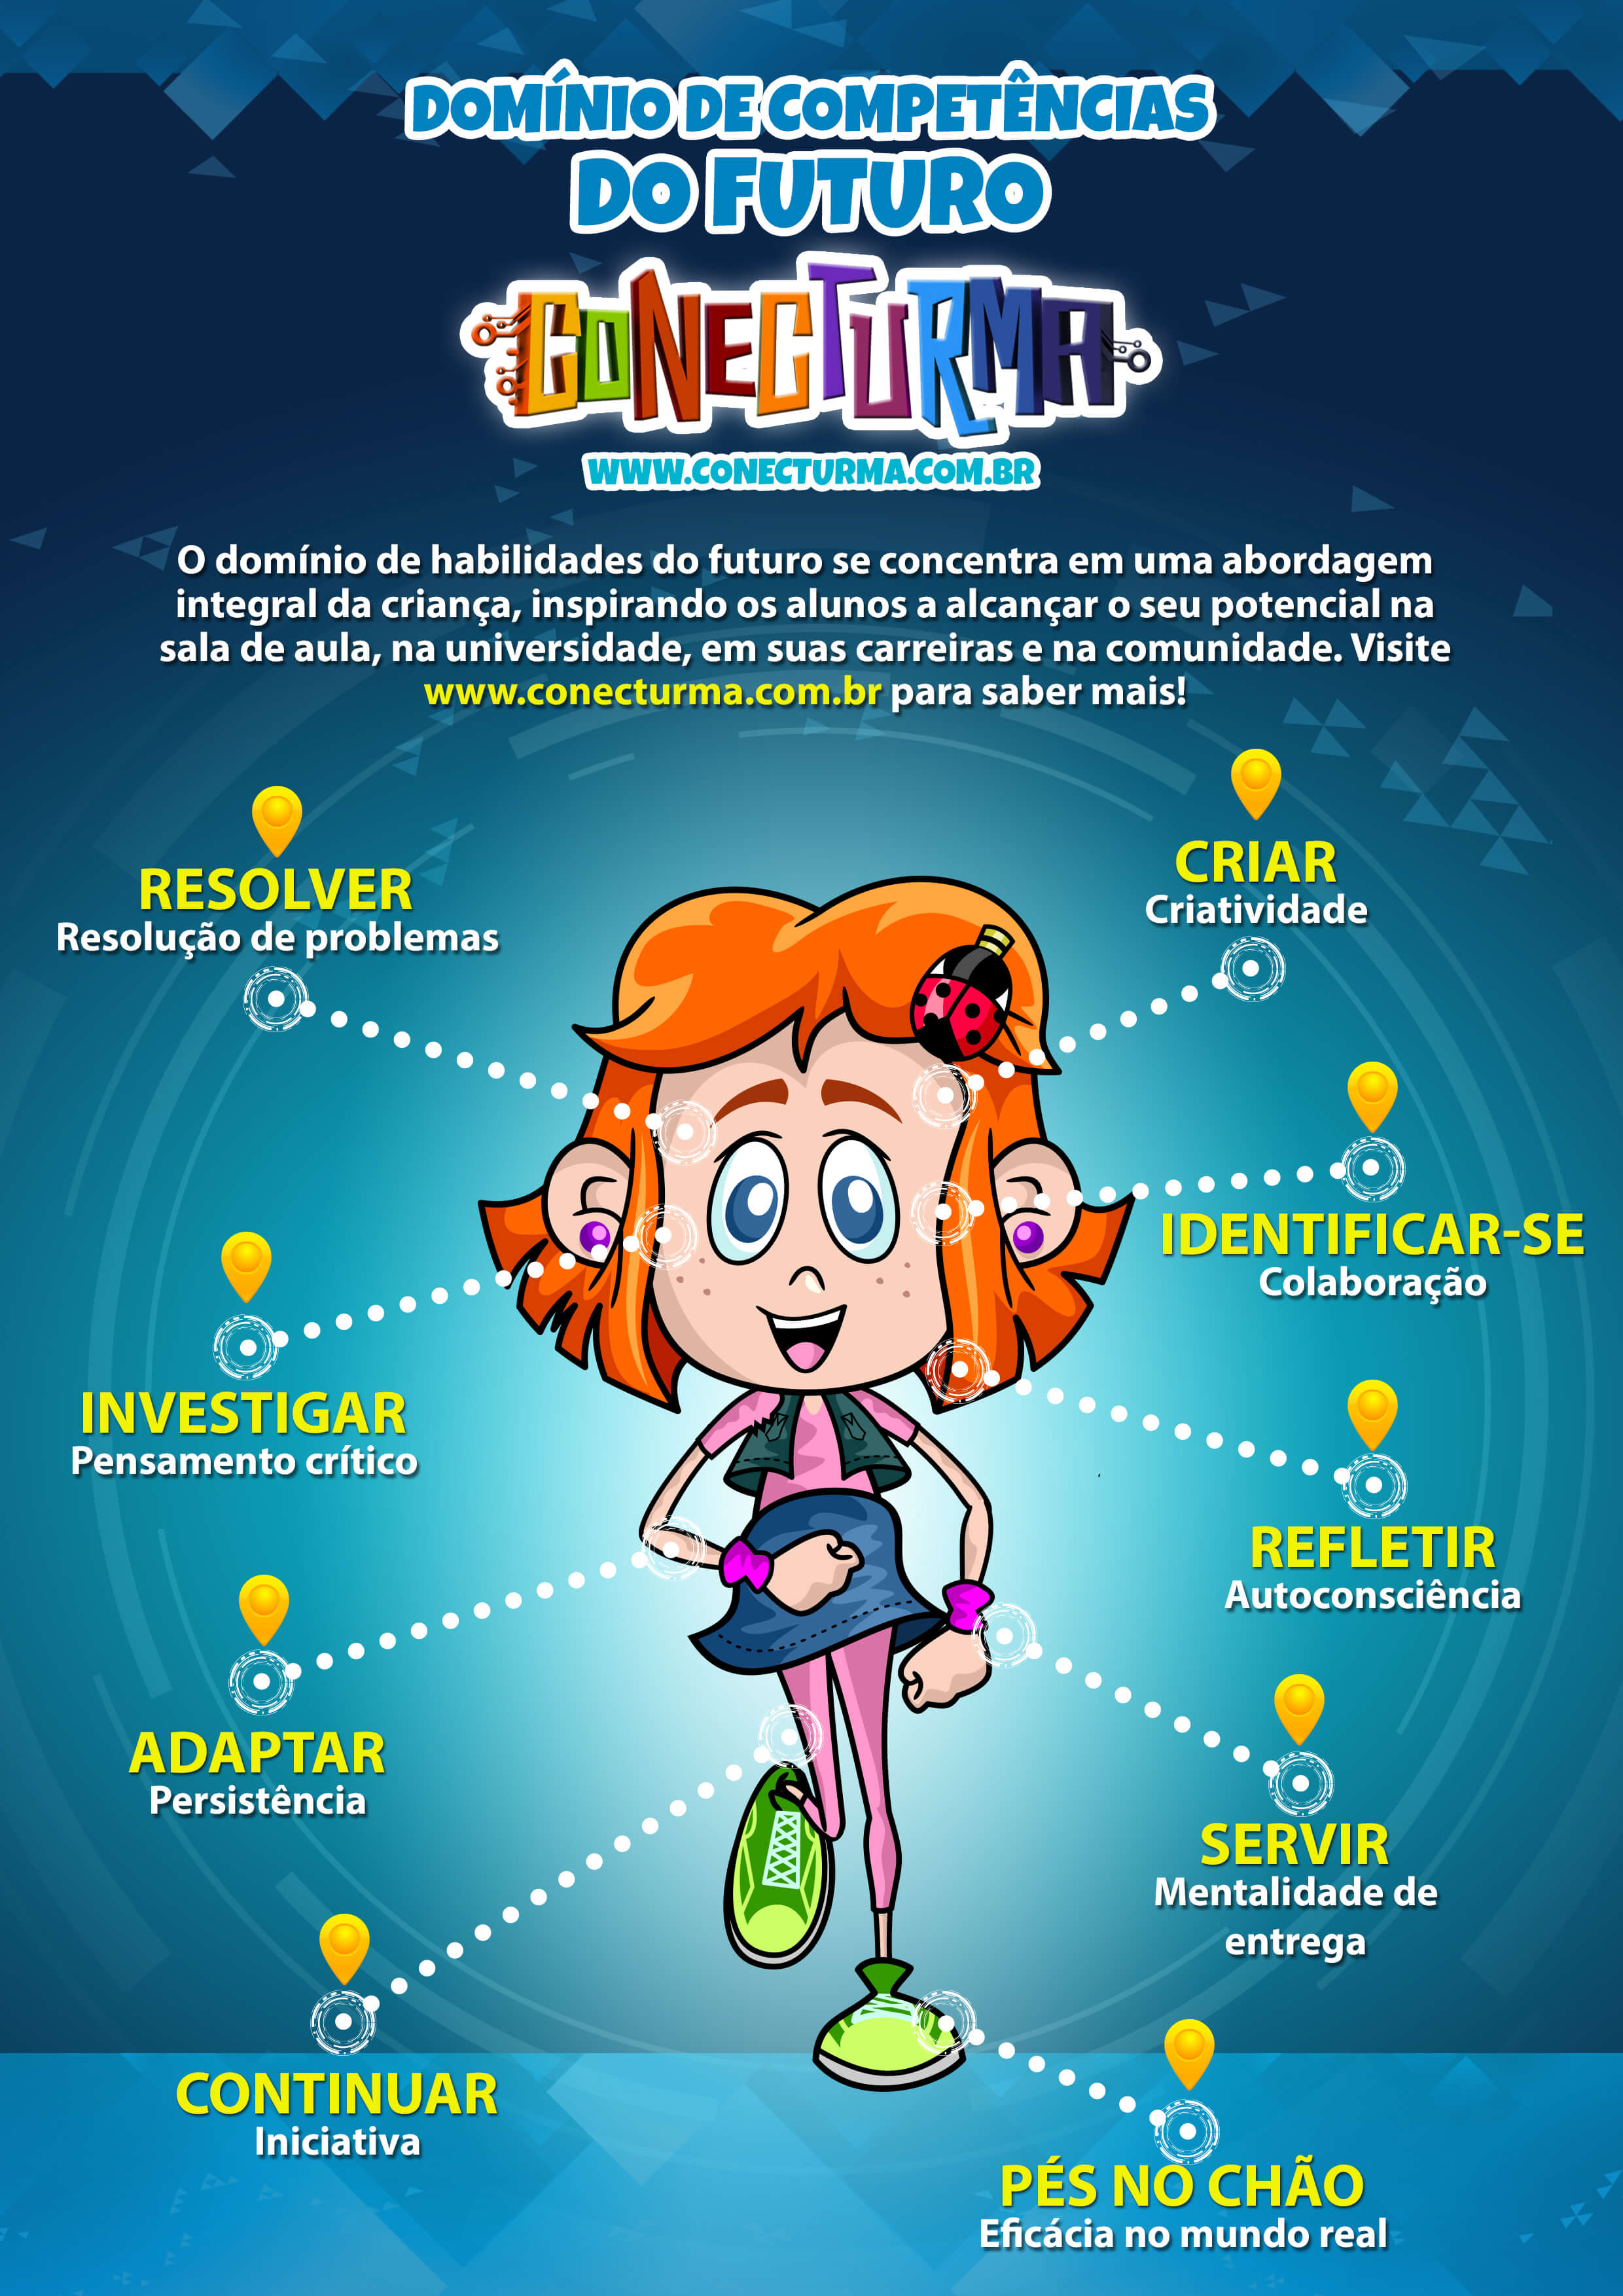 DOMÍNIO DE COMPETÊNCIAS
DO FUTURO
CONECTURMA
WWW.CONECTURMA.COM.BR
O domínio de habilidades do futuro se concentra em uma abordagem
integral da criança, inspirando os alunos a alcançar o seu potencial na
sala de aula, na universidade, em suas carreiras e na comunidade. Visite
www.conecturma.com.br para saber mais!
RESOLVER
Resolução de problemas
CRIAR
Criatividade
IDENTIFICAR-SE
Colaboração
INVESTIGAR
Pensamento crítico
REFLETIR
Autoconsciência
ADAPTAR
Persistência
SERVIR
Mentalidade de
entrega
CONTINUAR
Iniciativa
PÉS NO CHÃO
Eficácia no mundo real